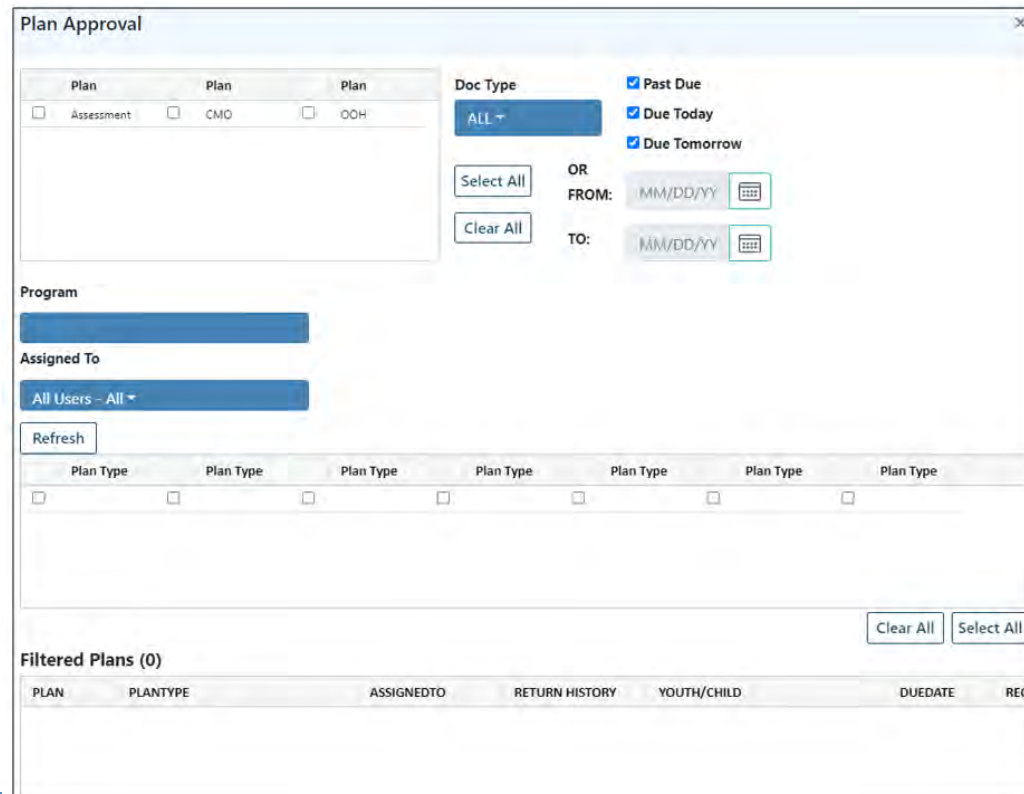 Plan Approval
Plan Plan Plan
Assessment CMO OOH
Doc Type
ALL
Select All
Clear All
Past Due
Due Today
Due Tomorrow
OR
FROM: MM/DD/YY
TO: MM/DD/YY
Program
Assigned To
All Users - All
Refresh
Plan Type Plan Type Plan Type Plan Type Plan Type Plan Type Plan Type
Clear All Select All
Filtered Plans (0)
PLAN PLANTYPE ASSIGNEDTO RETURN HISTORY YOUTH/CHILD DUEDATE